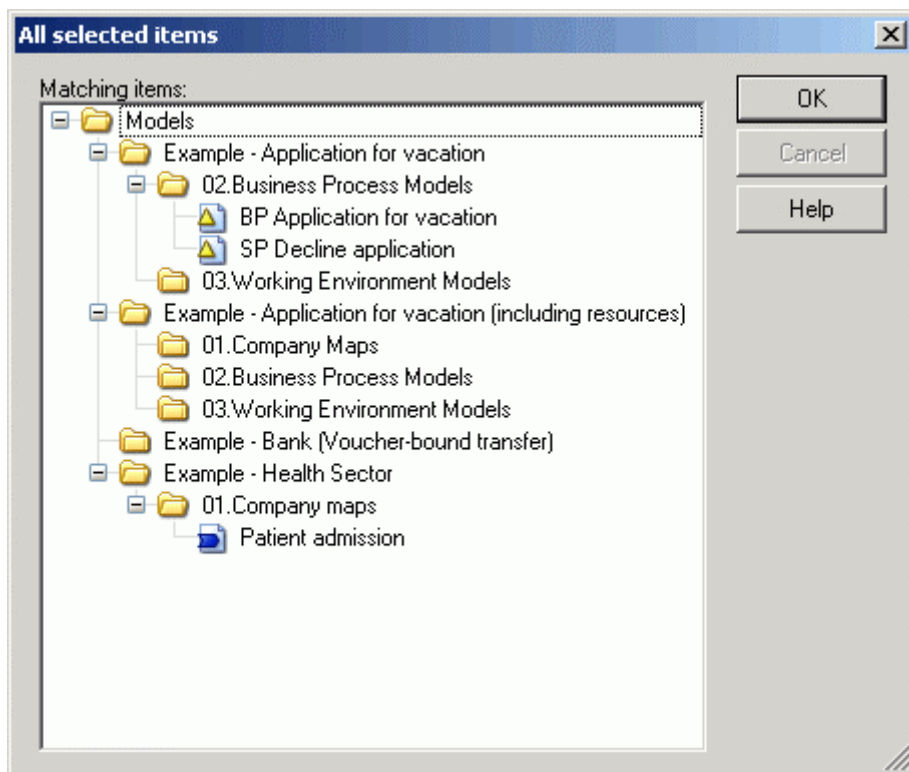 All selected items
Matching items:
OK
Models
Example - Application for vacation
Cancel
02.Business Process Models
BP Application for vacation
Help
SP Decline application
03.Working Environment Models
Example - Application for vacation (including resources)
01.Company Maps
02.Business Process Models
03.Working Environment Models
Example - Bank (Voucher-bound transfer)
Example - Health Sector
01.Company maps
Patient admission